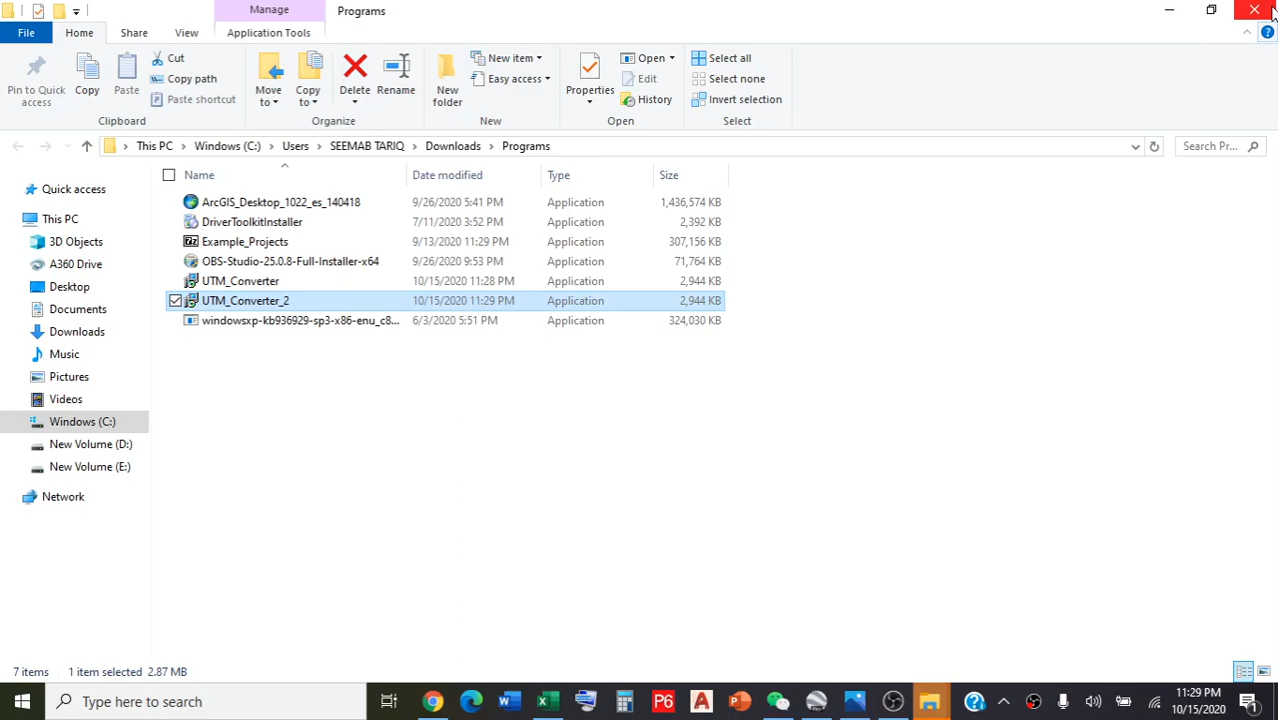 Manage
Programs
File
Home
Share
View
Application Tools
Pin to Quick access
Copy
Paste
Cut
Copy path
Paste shortcut
Clipboard
Move to
Copy to
Delete
Rename
Organize
New folder
New item
Easy access
New
Properties
Open
Edit
History
Open
Select all
Select none
Invert selection
Select
This PC > Windows (C:) > Users > SEEMAB TARIQ > Downloads > Programs
Search Pr...
Name Date modified Type Size
ArcGIS_Desktop_1022_es_140418 9/26/2020 5:41 PM Application 1,436,574 KB
DriverToolkitInstaller 7/11/2020 3:52 PM Application 2,392 KB
Example_Projects 9/13/2020 11:29 PM Application 307,156 KB
OBS-Studio-25.0.8-Full-Installer-x64 9/26/2020 9:53 PM Application 71,764 KB
UTM_Converter 10/15/2020 11:28 PM Application 2,944 KB
UTM_Converter_2 10/15/2020 11:29 PM Application 2,944 KB
windowsxp-kb936929-sp3-x86-enu_c8... 6/3/2020 5:51 PM Application 324,030 KB
Quick access
This PC
3D Objects
A360 Drive
Desktop
Documents
Downloads
Music
Pictures
Videos
Windows (C:)
New Volume (D:)
New Volume (E:)
Network
7 items 1 item selected 2.87 MB
Type here to search
P6
11:29 PM
10/15/2020